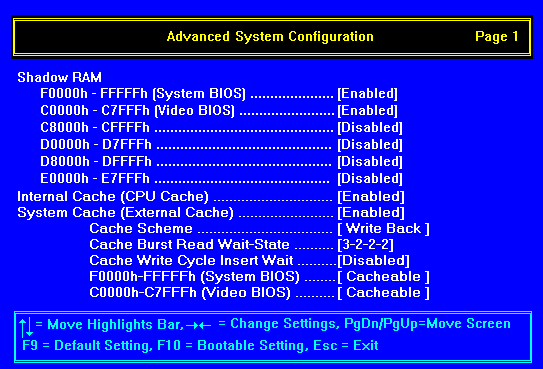 Advanced System Configuration Page 1
Shadow RAM
F0000h - FFFFFh (System BIOS) ..................... [Enabled]
C0000h - C7FFFh (Video BIOS) ........................ [Enabled]
C8000h - CFFFFh ............................................. [Disabled]
D0000h - D7FFFh ............................................. [Disabled]
D8000h - DFFFFh ............................................. [Disabled]
E0000h - E7FFFh ............................................. [Disabled]
Internal Cache (CPU Cache) ............................... [Enabled]
System Cache (External Cache) ......................... [Enabled]
Cache Scheme ................................... [ Write Back ]
Cache Burst Read Wait-State .......... [3-2-2-2]
Cache Write Cycle Insert Wait .......... [Disabled]
F0000h-FFFFFh (System BIOS) ........ [ Cacheable ]
C0000h-C7FFFh (Video BIOS) .......... [ Cacheable ]
↑↓ = Move Highlights Bar, →← = Change Settings, PgDn/PgUp=Move Screen
F9 = Default Setting, F10 = Bootable Setting, Esc = Exit